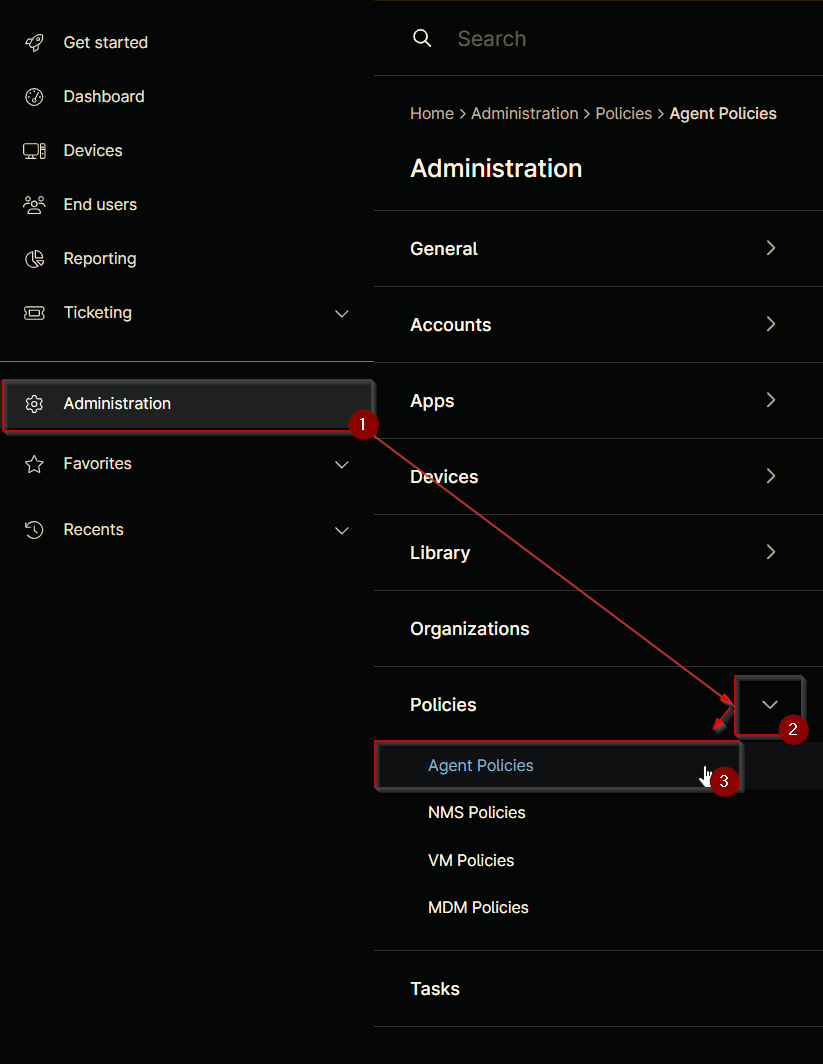 Get started
Dashboard
Devices
End users
Reporting
Ticketing
Administration
1
Favorites
Recents
Search
Home > Administration > Policies > Agent Policies
Administration
General
Accounts
Apps
Devices
Library
Organizations
Policies
2
Agent Policies
3
NMS Policies
VM Policies
MDM Policies
Tasks